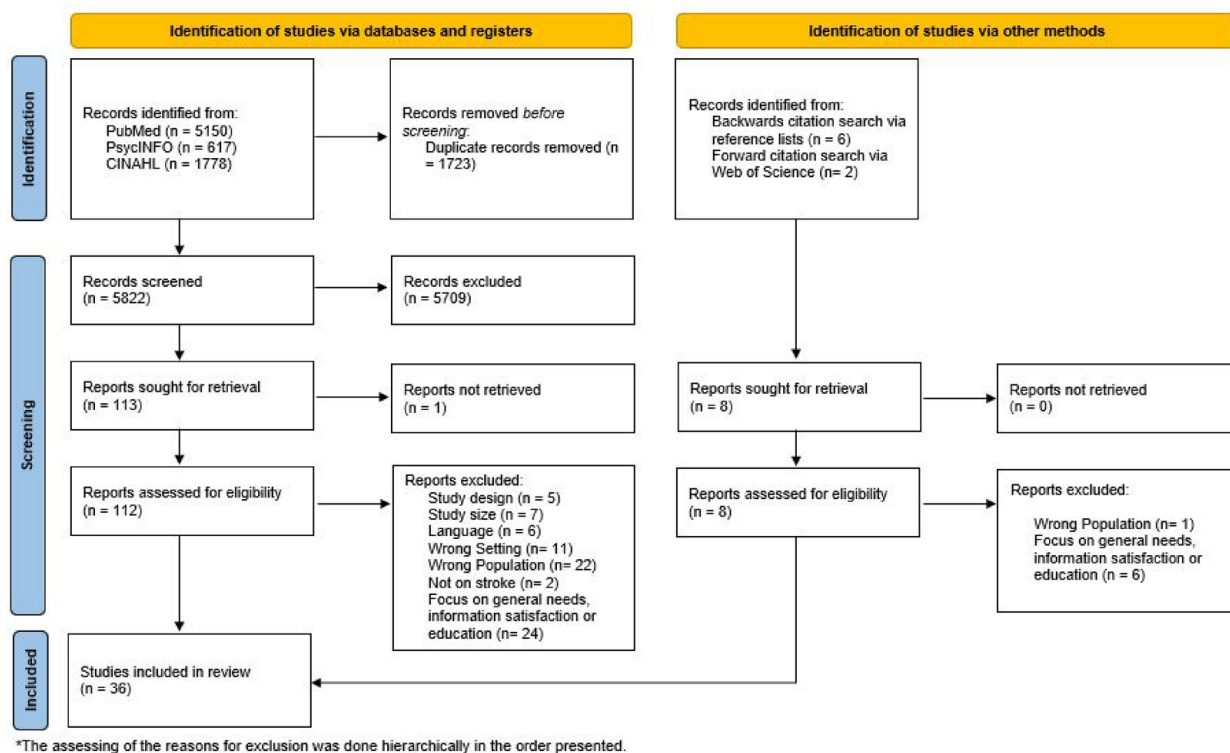 Identification of studies via databases and registers
Identification of studies via other methods
Identification
Records identified from:
PubMed (n = 5150)
PsycINFO (n = 617)
CINAHL (n = 1778)
Records removed before
screening:
Duplicate records removed (n
= 1723)
Records identified from:
Backwards citation search via
reference lists (n = 6)
Forward citation search via
Web of Science (n= 2)
Screening
Records screened
(n = 5822)
Records excluded
(n = 5709)
Reports sought for retrieval
(n = 113)
Reports not retrieved
(n = 1)
Reports sought for retrieval
(n = 8)
Reports not retrieved
(n = 0)
Reports assessed for eligibility
(n = 112)
Reports excluded:
Study design (n = 5)
Study size (n = 7)
Language (n = 6)
Wrong Setting (n= 11)
Wrong Population (n= 22)
Not on stroke (n= 2)
Focus on general needs,
information satisfaction or
education (n= 24)
Reports assessed for eligibility
(n = 8)
Reports excluded:
Wrong Population (n= 1)
Focus on general needs,
information satisfaction or
education (n = 6)
Included
Studies included in review
(n = 36)
*The assessing of the reasons for exclusion was done hierarchically in the order presented.